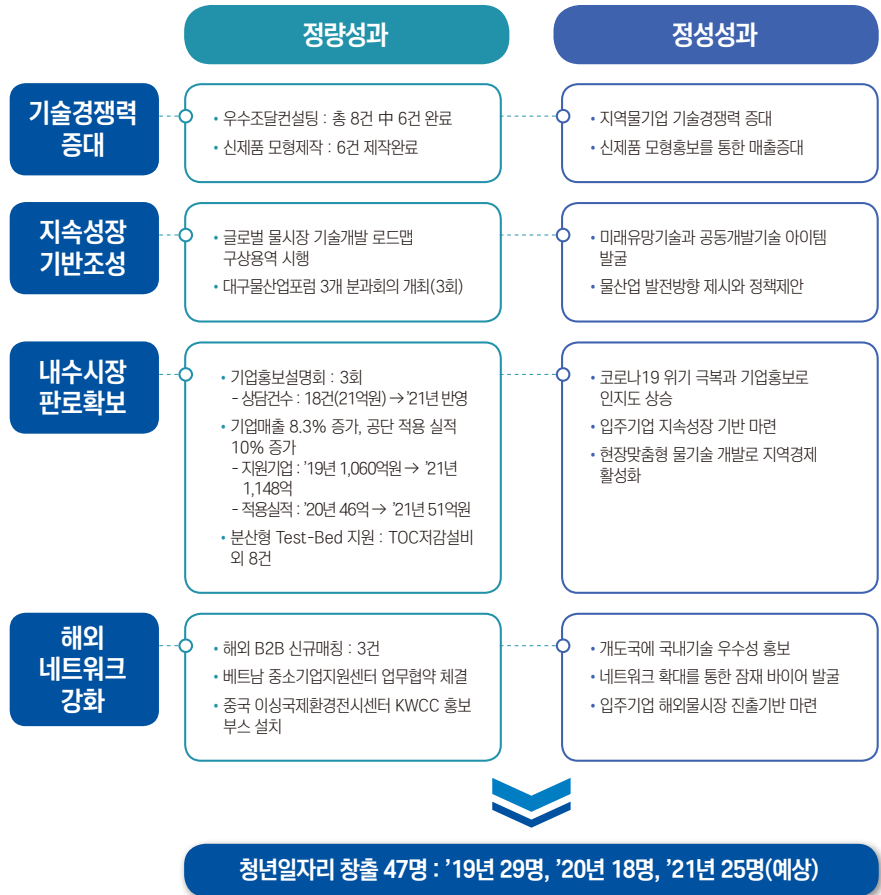 정량성과
정성성과
기술경쟁력
증대
• 우수조달컨설팅 : 총 8건 中 6건 완료
• 신제품 모형제작 : 6건 제작완료
• 지역물기업 기술경쟁력 증대
• 신제품 모형홍보를 통한 매출증대
지속성장
기반조성
• 글로벌 물시장 기술개발 로드맵
구상용역 시행
• 대구물산업포럼 3개 분과회의 개최(3회)
• 미래유망기술과 공동개발기술 아이템
발굴
• 물산업 발전방향 제시와 정책제안
내수시장
판로확보
• 기업홍보설명회 : 3회
- 상담건수 : 18건(21억원) → ’21년 반영
• 기업매출 8.3% 증가, 공단 적용 실적
10% 증가
- 지원기업 : ’19년 1,060억원 → ’21년
1,148억
- 적용실적 : ’20년 46억 → ’21년 51억원
• 분산형 Test-Bed 지원 : TOC저감설비
외 8건
• 코로나19 위기 극복과 기업홍보로
인지도 상승
• 입주기업 지속성장 기반 마련
• 현장맞춤형 물기술 개발로 지역경제
활성화
해외
네트워크
강화
• 해외 B2B 신규매칭 : 3건
• 베트남 중소기업지원센터 업무협약 체결
• 중국 이싱국제환경전시센터 KWCC 홍보
부스 설치
• 개도국에 국내기술 우수성 홍보
• 네트워크 확대를 통한 잠재 바이어 발굴
• 입주기업 해외물시장 진출기반 마련
청년일자리 창출 47명 : ’19년 29명, ’20년 18명, ’21년 25명(예상)